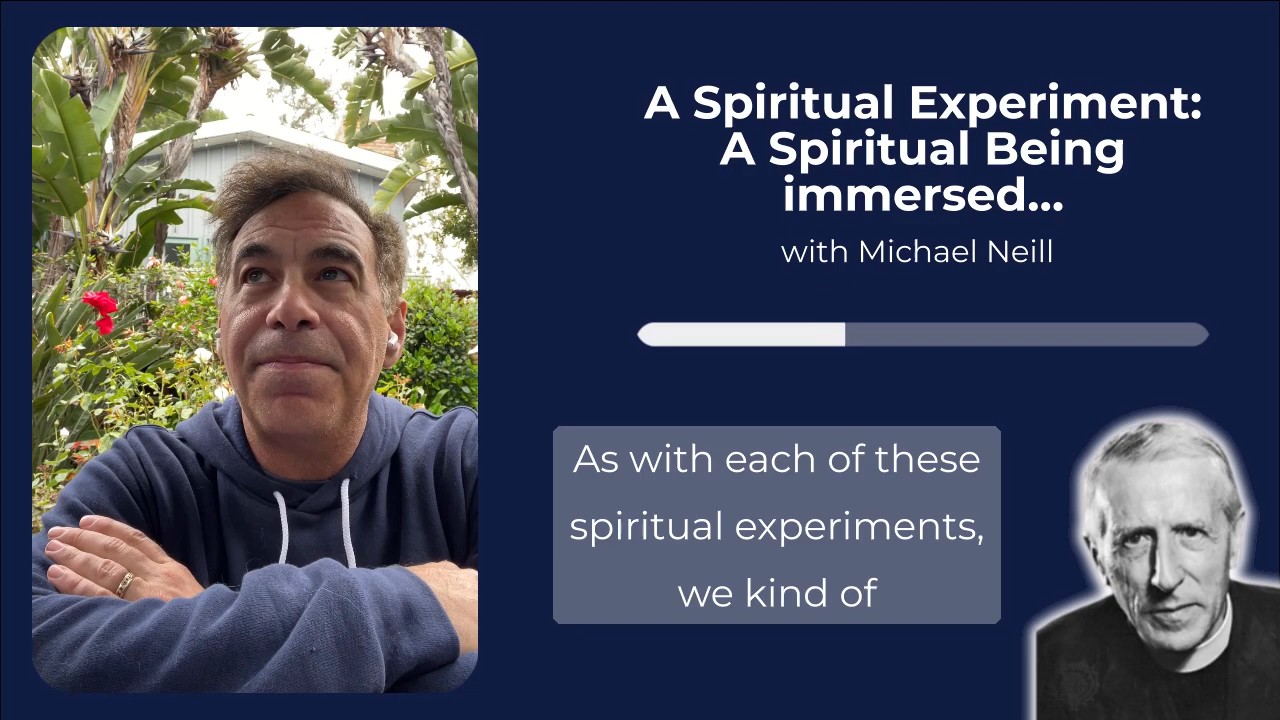 A Spiritual Experiment:
A Spiritual Being
immersed...
with Michael Neill
As with each of these
spiritual experiments,
we kind of